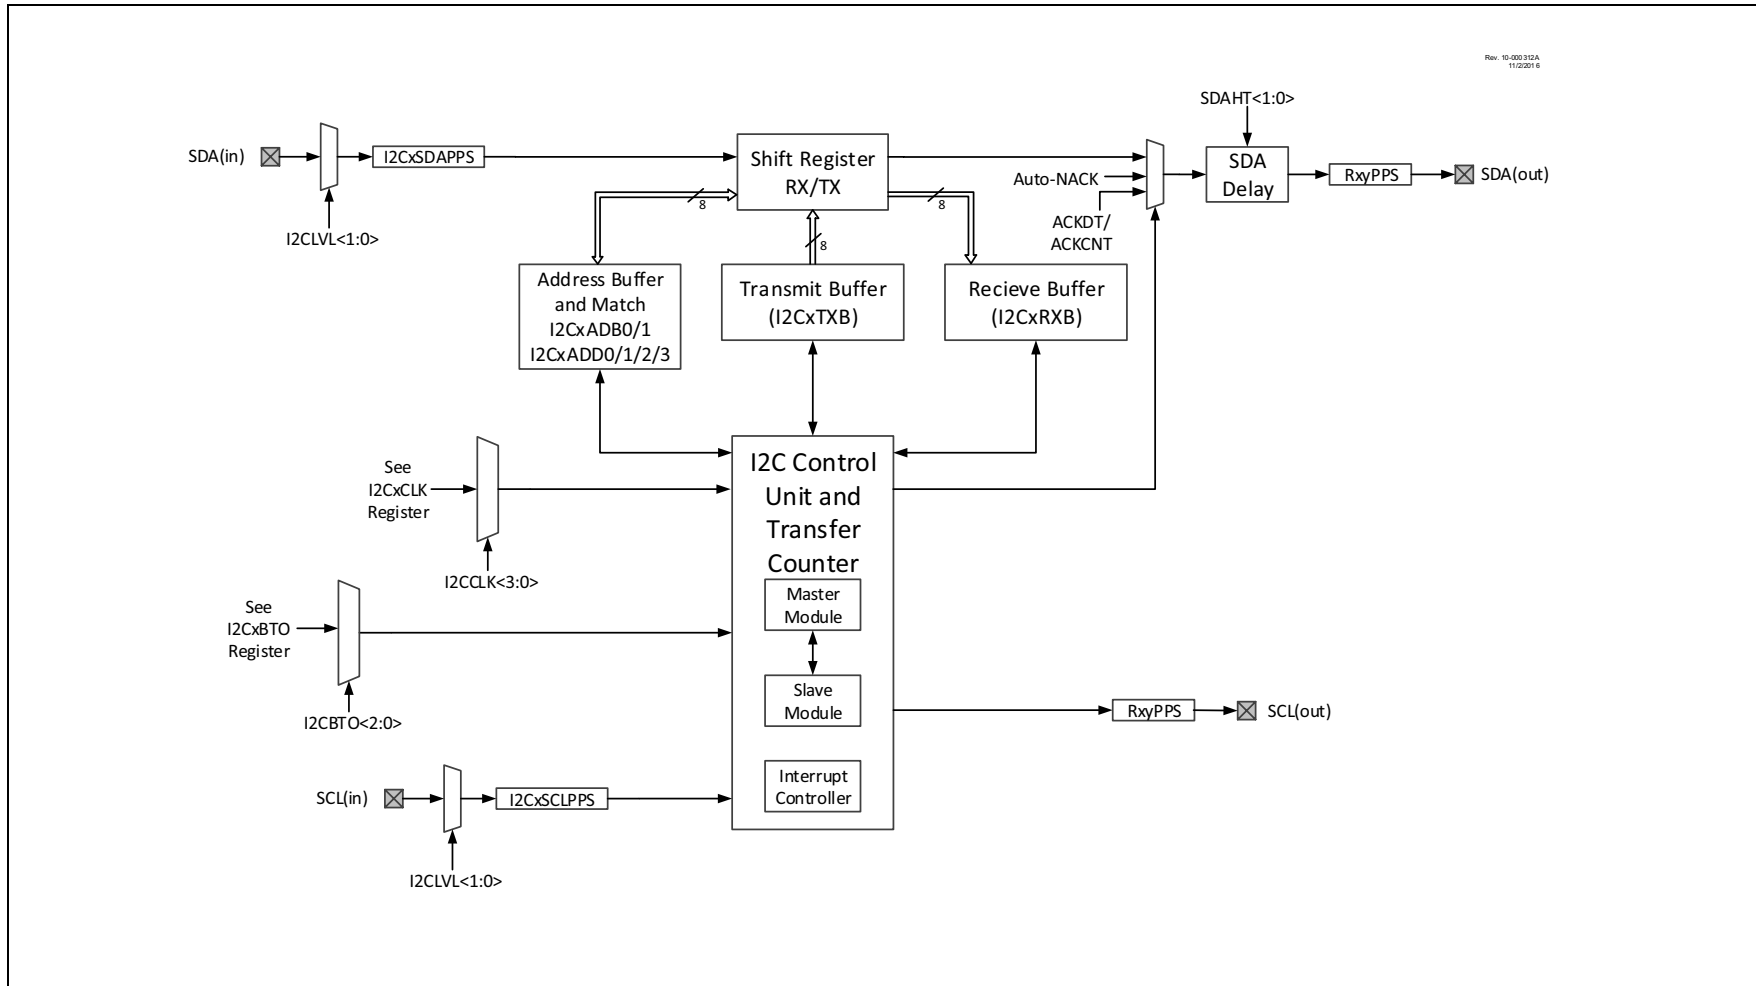 Rev. 10-000312A
11/2/2016
SDAHT<1:0>
SDA(in)
I2CxSDAPPS
Shift Register
RX/TX
Auto-NACK
ACKDT/
ACKCNT
SDA
Delay
RxyPPS
SDA(out)
I2CLVL<1:0>
8
8
8
Address Buffer
and Match
I2CxADB0/1
I2CxADD0/1/2/3
Transmit Buffer
(I2CxTXB)
Recieve Buffer
(I2CxRXB)
See
I2CxCLK
Register
I2CCLK<3:0>
I2C Control
Unit and
Transfer
Counter
Master
Module
Slave
Module
Interrupt
Controller
See
I2CxBTO
Register
I2CBTO<2:0>
RxyPPS
SCL(out)
SCL(in)
I2CxSCLPPS
I2CLVL<1:0>